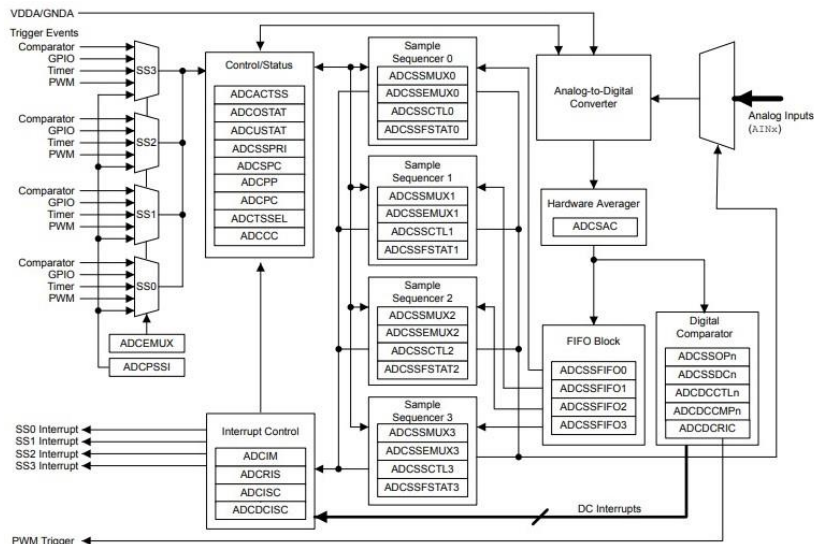 VDDA/GNDA
Trigger Events
Comparator
GPIO
Timer
PWM
SS3
Comparator
GPIO
Timer
PWM
SS2
Comparator
GPIO
Timer
PWM
SS1
Comparator
GPIO
Timer
PWM
SS0
ADCEMUX
ADCPSSI
Control/Status
ADCACTSS
ADCOSTAT
ADCUSTAT
ADCSSPRI
ADCSPC
ADCPP
ADCPC
ADCTSSEL
ADCCC
Sample
Sequencer 0
ADCSSMUX0
ADCSSEMUX0
ADCSSCTL0
ADCSSFSTAT0
Sample
Sequencer 1
ADCSSMUX1
ADCSSEMUX1
ADCSSCTL1
ADCSSFSTAT1
Sample
Sequencer 2
ADCSSMUX2
ADCSSEMUX2
ADCSSCTL2
ADCSSFSTAT2
Sample
Sequencer 3
ADCSSMUX3
ADCSSEMUX3
ADCSSCTL3
ADCSSFSTAT3
Analog-to-Digital
Converter
Analog Inputs
(AINx)
Hardware Averager
ADCSAC
FIFO Block
ADCSSFIFO0
ADCSSFIFO1
ADCSSFIFO2
ADCSSFIFO3
Digital
Comparator
ADCSSOPn
ADCSSDCn
ADCDCCTLn
ADCDCCMPn
ADCDCRIC
SS0 Interrupt
SS1 Interrupt
SS2 Interrupt
SS3 Interrupt
Interrupt Control
ADCIM
ADCRIS
ADCISC
ADCDCISC
DC Interrupts
PWM Trigger